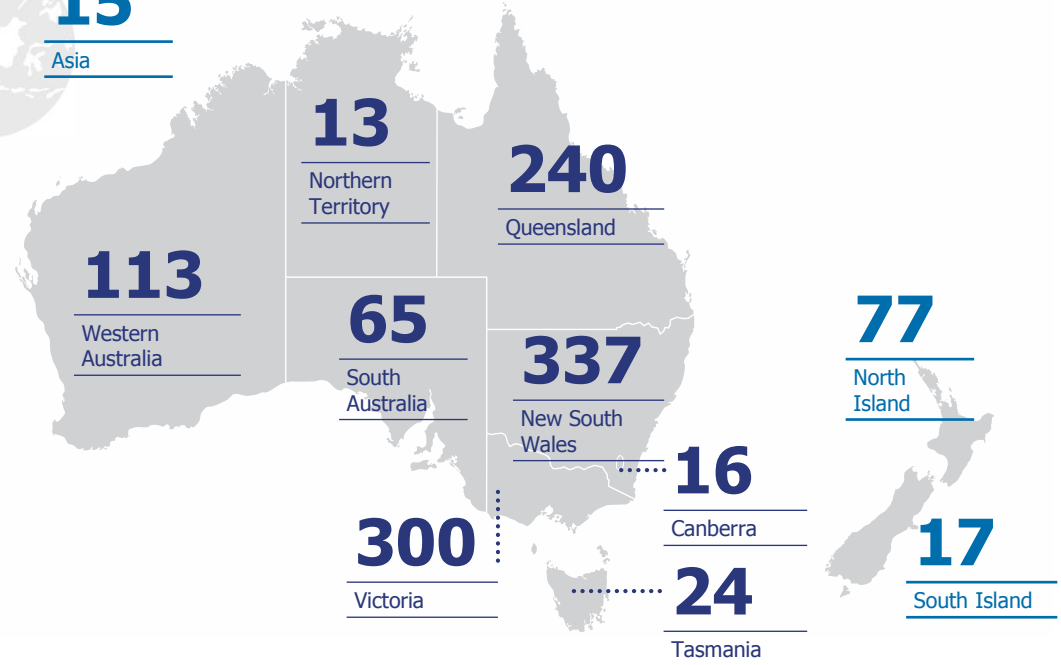 15
Asia
13
Northern
Territory
240
Queensland
113
Western
Australia
65
South
Australia
337
New South
Wales
77
North
Island
16
Canberra
300
Victoria
24
Tasmania
17
South Island